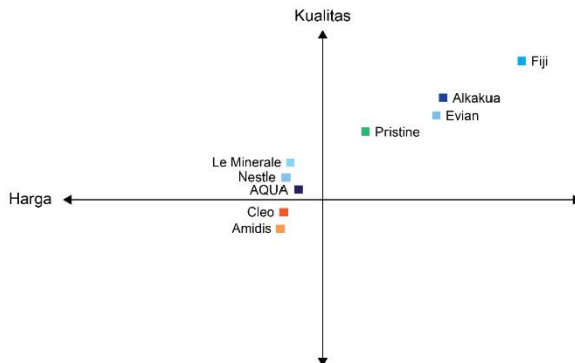 Kualitas
Fiji
Alkakua
Evian
Pristine
Le Minerale
Nestle
AQUA
Harga
Cleo
Amidis